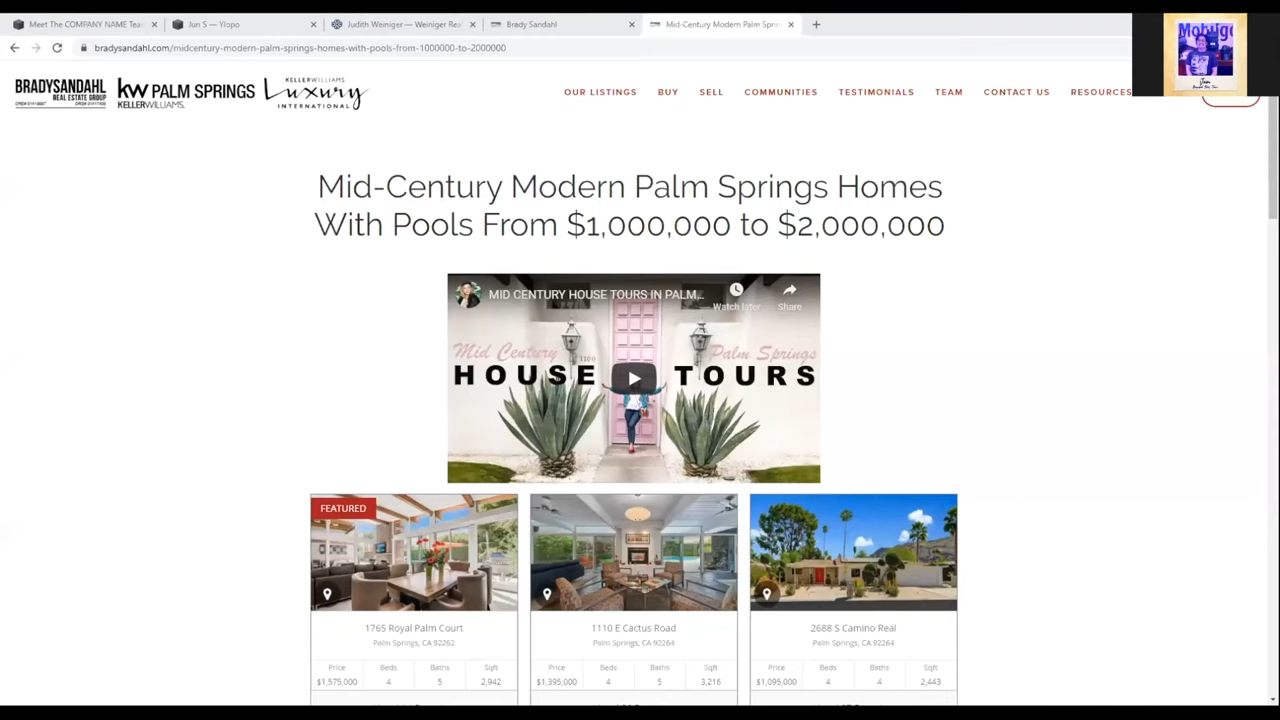 Meet The COMPANY NAME Team
Jun S — Ylopo
Judith Weiniger — Weiniger Rea
Brady Sandahl
Mid-Century Modern Palm Sprin
bradysandahl.com/midcentury-modern-palm-springs-homes-with-pools-from-1000000-to-2000000
Mobilgo
BRADYSANDAHL
REAL ESTATE GROUP
kw PALM SPRINGS
KELLERWILLIAMS.
KELLERWILLIAMS
Luxury
INTERNATIONAL
OUR LISTINGS BUY SELL COMMUNITIES TESTIMONIALS TEAM CONTACT US RESOURCES
Mid-Century Modern Palm Springs Homes
With Pools From $1,000,000 to $2,000,000
MID CENTURY HOUSE TOURS IN PALM...
Watch later Share
Mid Century Palm Springs
1109
HOUSE TOURS
FEATURED
1765 Royal Palm Court
Palm Springs, CA 92262
Price Beds Baths Sqft
$1,575,000 4 5 2,942
1110 E Cactus Road
Palm Springs, CA 92264
Price Beds Baths Sqft
$1,395,000 4 5 3,216
2688 S Camino Real
Palm Springs, CA 92264
Price Beds Baths Sqft
$1,095,000 4 4 2,443